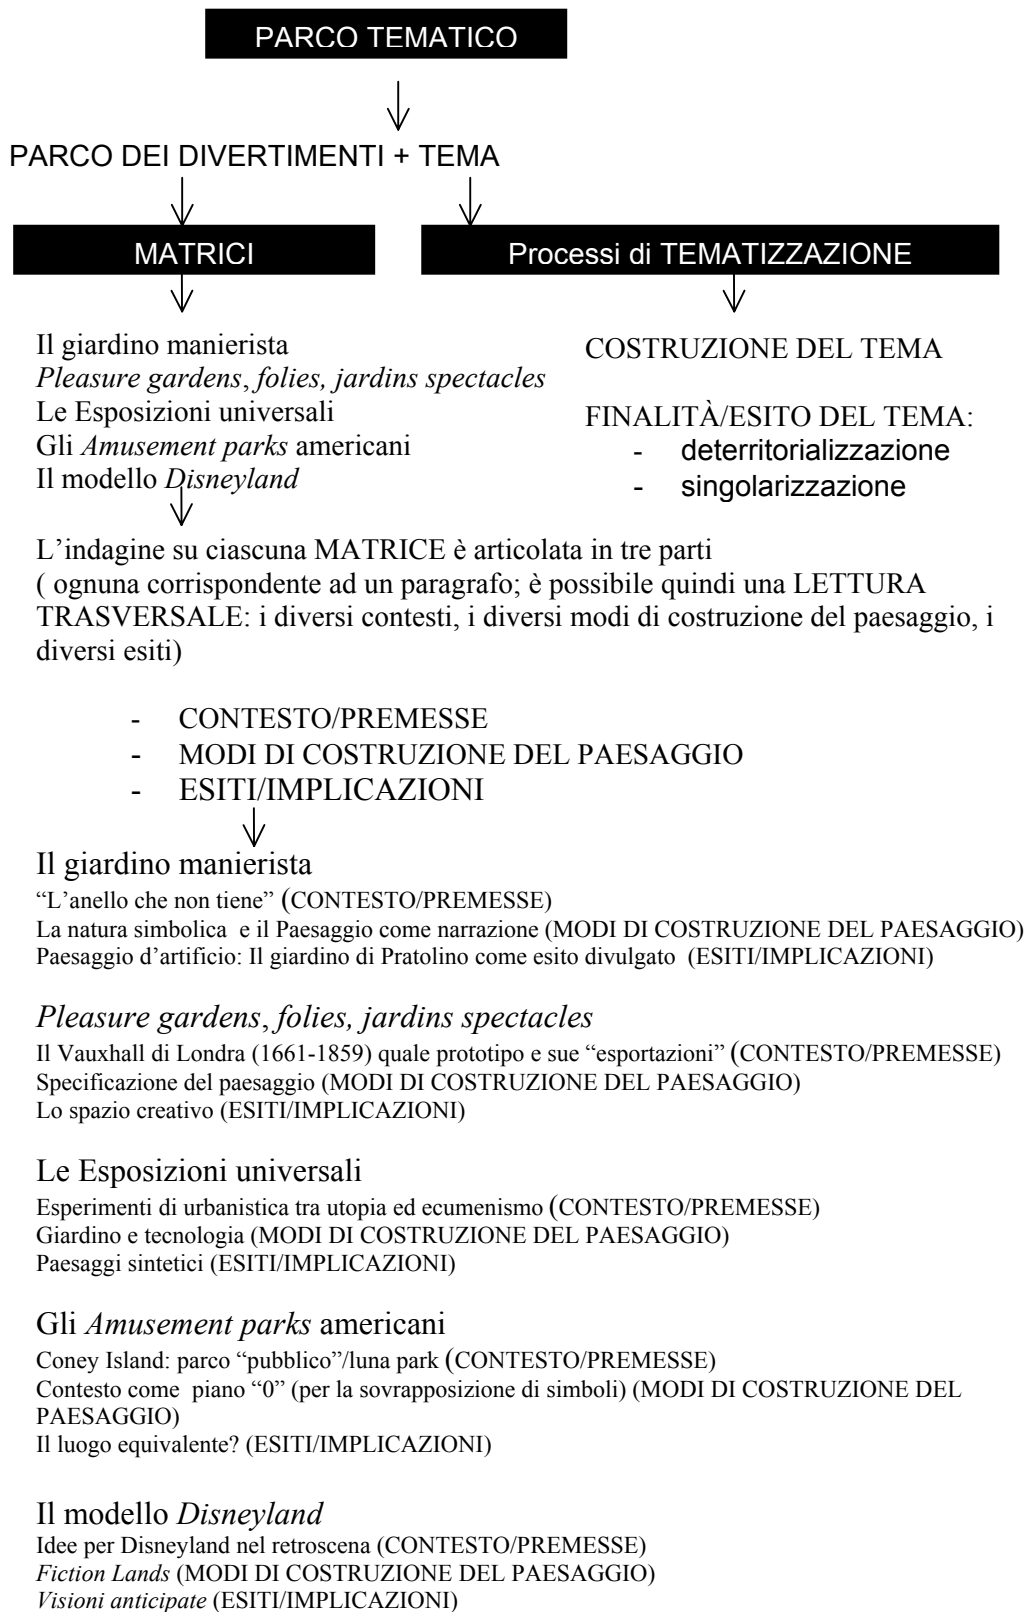 PARCO TEMATICO
PARCO DEI DIVERTIMENTI + TEMA
MATRICI
Processi di TEMATIZZAZIONE
Il giardino manierista
Pleasure gardens, folies, jardins spectacles
Le Esposizioni universali
Gli Amusement parks americani
Il modello Disneyland
COSTRUZIONE DEL TEMA
FINALITÀ/ESITO DEL TEMA:
- deterritorializzazione
- singolarizzazione
L’indagine su ciascuna MATRICE è articolata in tre parti
( ognuna corrispondente ad un paragrafo; è possibile quindi una LETTURA
TRASVERSALE: i diversi contesti, i diversi modi di costruzione del paesaggio, i
diversi esiti)
- CONTESTO/PREMESSE
- MODI DI COSTRUZIONE DEL PAESAGGIO
- ESITI/IMPLICAZIONI
Il giardino manierista
“L’anello che non tiene” (CONTESTO/PREMESSE)
La natura simbolica e il Paesaggio come narrazione (MODI DI COSTRUZIONE DEL PAESAGGIO)
Paesaggio d’artificio: Il giardino di Pratolino come esito divulgato (ESITI/IMPLICAZIONI)
Pleasure gardens, folies, jardins spectacles
Il Vauxhall di Londra (1661-1859) quale prototipo e sue “esportazioni” (CONTESTO/PREMESSE)
Specificazione del paesaggio (MODI DI COSTRUZIONE DEL PAESAGGIO)
Lo spazio creativo (ESITI/IMPLICAZIONI)
Le Esposizioni universali
Esperimenti di urbanistica tra utopia ed ecumenismo (CONTESTO/PREMESSE)
Giardino e tecnologia (MODI DI COSTRUZIONE DEL PAESAGGIO)
Paesaggi sintetici (ESITI/IMPLICAZIONI)
Gli Amusement parks americani
Coney Island: parco “pubblico”/luna park (CONTESTO/PREMESSE)
Contesto come piano “0” (per la sovrapposizione di simboli) (MODI DI COSTRUZIONE DEL
PAESAGGIO)
Il luogo equivalente? (ESITI/IMPLICAZIONI)
Il modello Disneyland
Idee per Disneyland nel retroscena (CONTESTO/PREMESSE)
Fiction Lands (MODI DI COSTRUZIONE DEL PAESAGGIO)
Visioni anticipate (ESITI/IMPLICAZIONI)